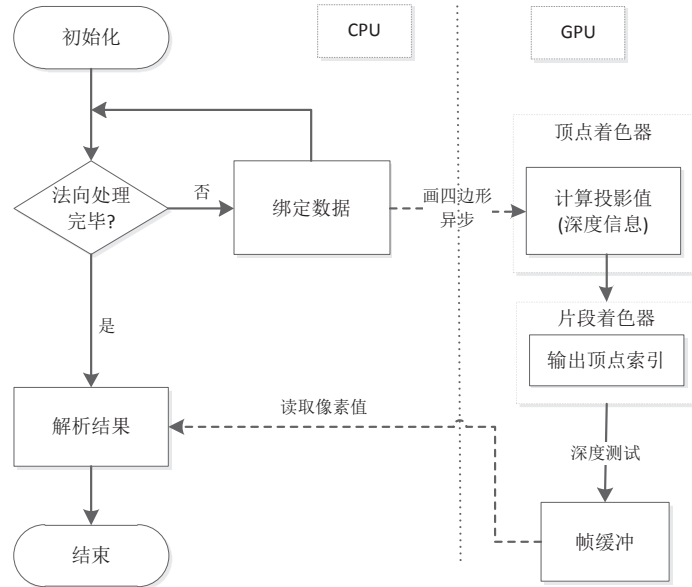 初始化
CPU
GPU
顶点着色器
法向处理
完毕?
否
绑定数据
画四边形
异步
计算投影值
(深度信息)
是
片段着色器
输出顶点索引
解析结果
读取像素值
深度测试
结束
帧缓冲